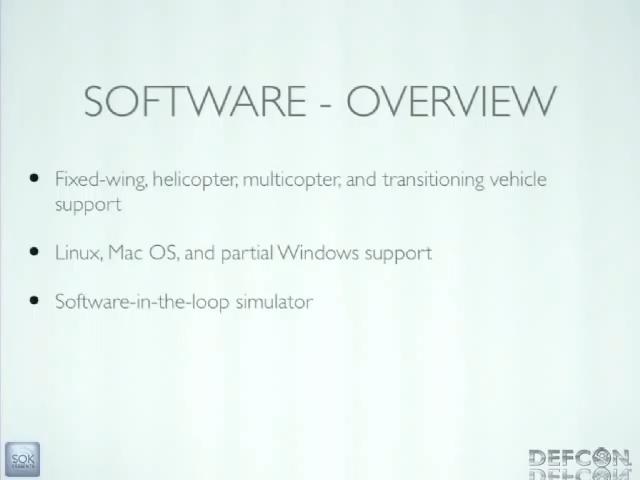 SOFTWARE - OVERVIEW
Fixed-wing, helicopter, multicopter, and transitioning vehicle
support
Linux, Mac OS, and partial Windows support
Software-in-the-loop simulator
SOK
DEFCON